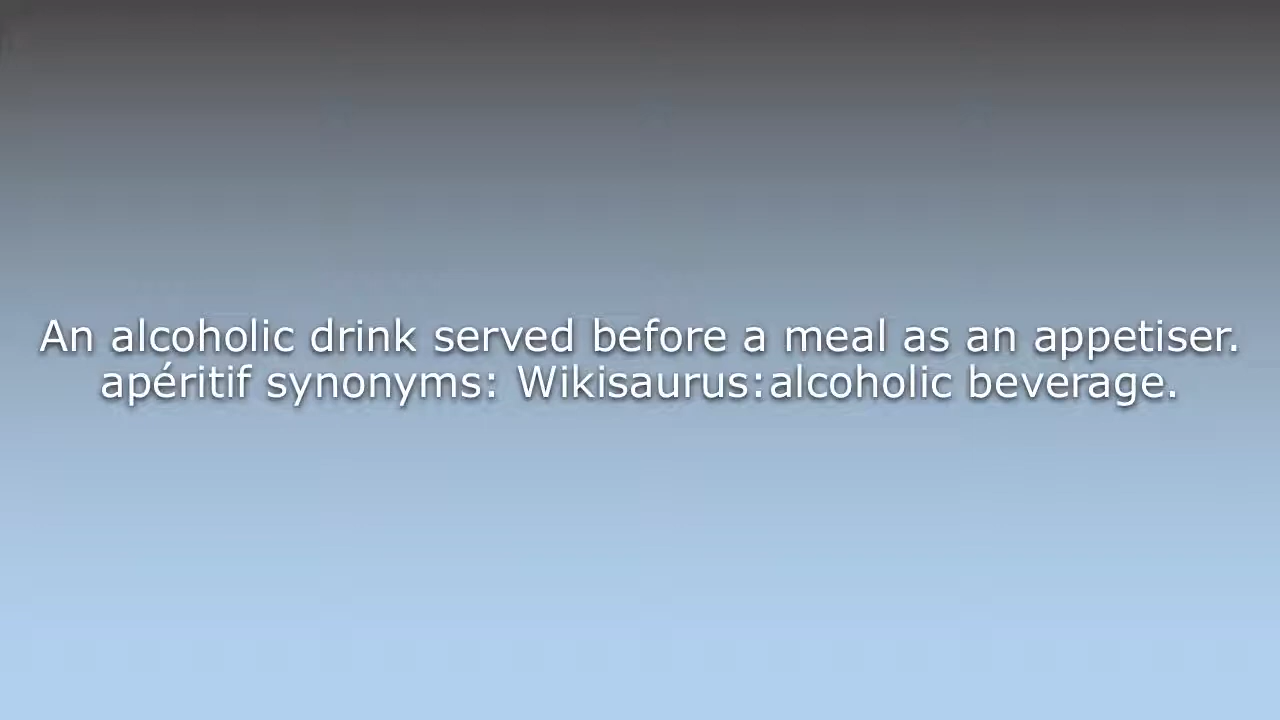 An alcoholic drink served before a meal as an appetiser.
apéritif synonyms: Wikisaurus:alcoholic beverage.